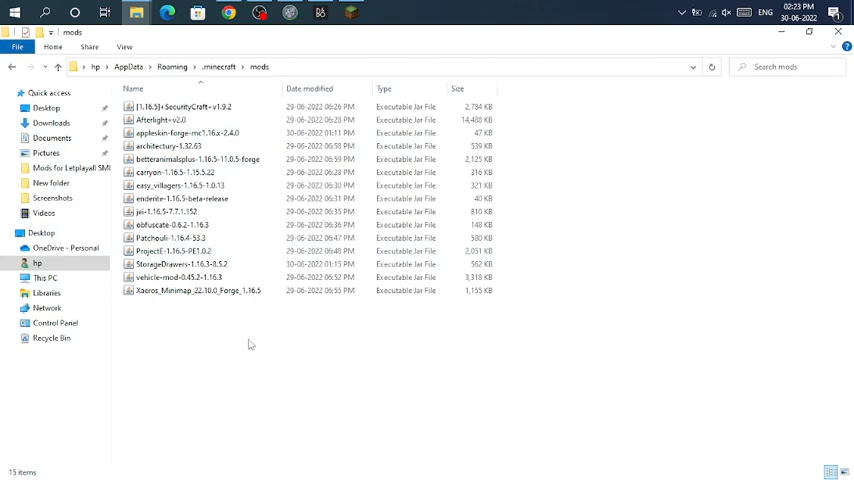 02:23 PM
ENG
30-06-2022
mods
File Home Share View
hp AppData Roaming .minecraft mods
Search mods
Name Date modified Type Size
Quick access
Desktop
Downloads
Documents
Pictures
Mods for Letplayall SMI
New folder
Screenshots
Videos
Desktop
OneDrive - Personal
hp
This PC
Libraries
Network
Control Panel
Recycle Bin
[1.16.5]+SecurityCraft+v1.9.2 29-06-2022 06:26 PM Executable Jar File 2,784 KB
Afterlight+v2.0 29-06-2022 06:28 PM Executable Jar File 14,488 KB
appleskin-forge-mc1.16.x-2.4.0 30-06-2022 01:11 PM Executable Jar File 47 KB
architectury-1.32.63 29-06-2022 06:58 PM Executable Jar File 539 KB
betteranimalsplus-1.16.5-11.0.5-forge 29-06-2022 06:59 PM Executable Jar File 2,125 KB
carryon-1.16.5-1.15.5.22 29-06-2022 06:28 PM Executable Jar File 316 KB
easy_villagers-1.16.5-1.0.13 29-06-2022 06:30 PM Executable Jar File 321 KB
enderite-1.16.5-beta-release 29-06-2022 06:31 PM Executable Jar File 40 KB
jei-1.16.5-7.7.1.152 29-06-2022 06:35 PM Executable Jar File 810 KB
obfuscate-0.6.2-1.16.3 29-06-2022 06:36 PM Executable Jar File 148 KB
Patchouli-1.16.4-53.3 29-06-2022 06:47 PM Executable Jar File 580 KB
ProjectE-1.16.5-PE1.0.2 29-06-2022 06:48 PM Executable Jar File 2,051 KB
StorageDrawers-1.16.3-8.5.2 30-06-2022 01:15 PM Executable Jar File 562 KB
vehicle-mod-0.45.2-1.16.3 29-06-2022 06:52 PM Executable Jar File 3,318 KB
Xaeros_Minimap_22.10.0_Forge_1.16.5 29-06-2022 06:55 PM Executable Jar File 1,155 KB
15 items